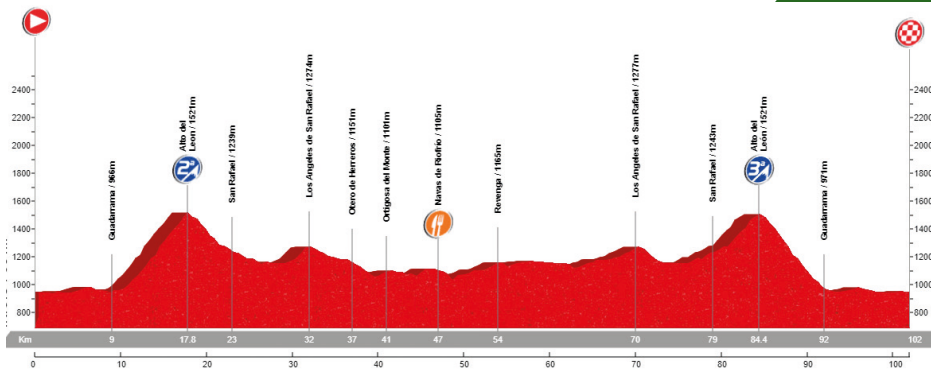 Guadarrama / 966m
Alto del
León / 1521m
2ª
San Rafael / 1239m
Los Angeles de San Rafael / 1274m
Otero de Herreros / 1151m
Ortigosa del Monte / 1101m
Navas de Riofrio / 1105m
Revenga / 1165m
Los Angeles de San Rafael / 1277m
San Rafael / 1243m
Alto del
León / 1521m
3ª
Guadarrama / 971m
2400 2400
2200 2200
2000 2000
1800 1800
1600 1600
1400 1400
1200 1200
1000 1000
800 800
Km 9 17.8 23 32 37 41 47 54 70 79 84.4 92 102
0 10 20 30 40 50 60 70 80 90 100